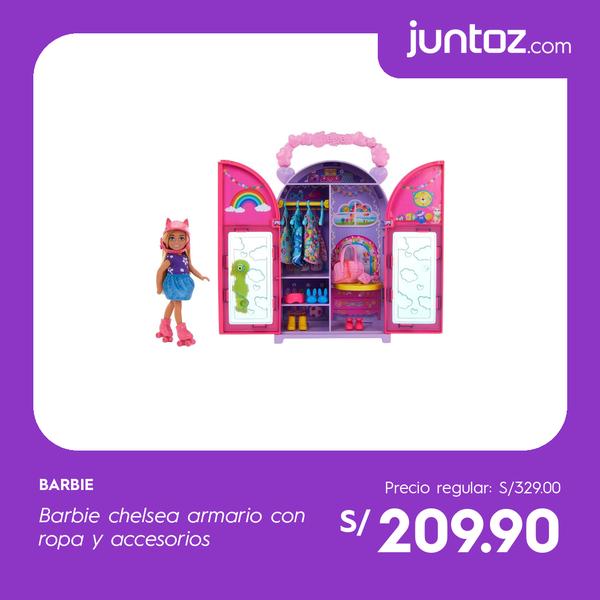 juntoz.com
BARBIE
Barbie chelsea armario con
ropa y accesorios
Precio regular: S/329.00
S/ 209.90